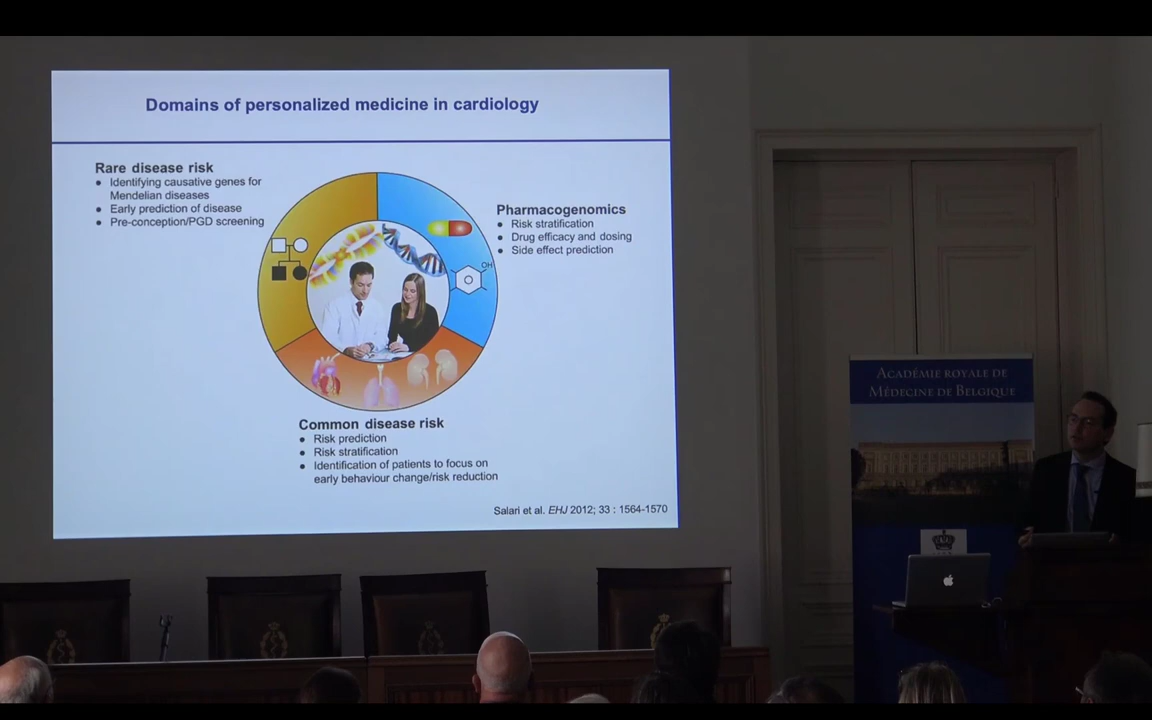 Domains of personalized medicine in cardiology
Rare disease risk
• Identifying causative genes for
Mendelian diseases
• Early prediction of disease
• Pre-conception/PGD screening
Pharmacogenomics
• Risk stratification
• Drug efficacy and dosing
• Side effect prediction
OH
Common disease risk
• Risk prediction
• Risk stratification
• Identification of patients to focus on
early behaviour change/risk reduction
Salari et al. EHJ 2012; 33 : 1564-1570
ACADÉMIE ROYALE DE
MÉDECINE DE BELGIQUE